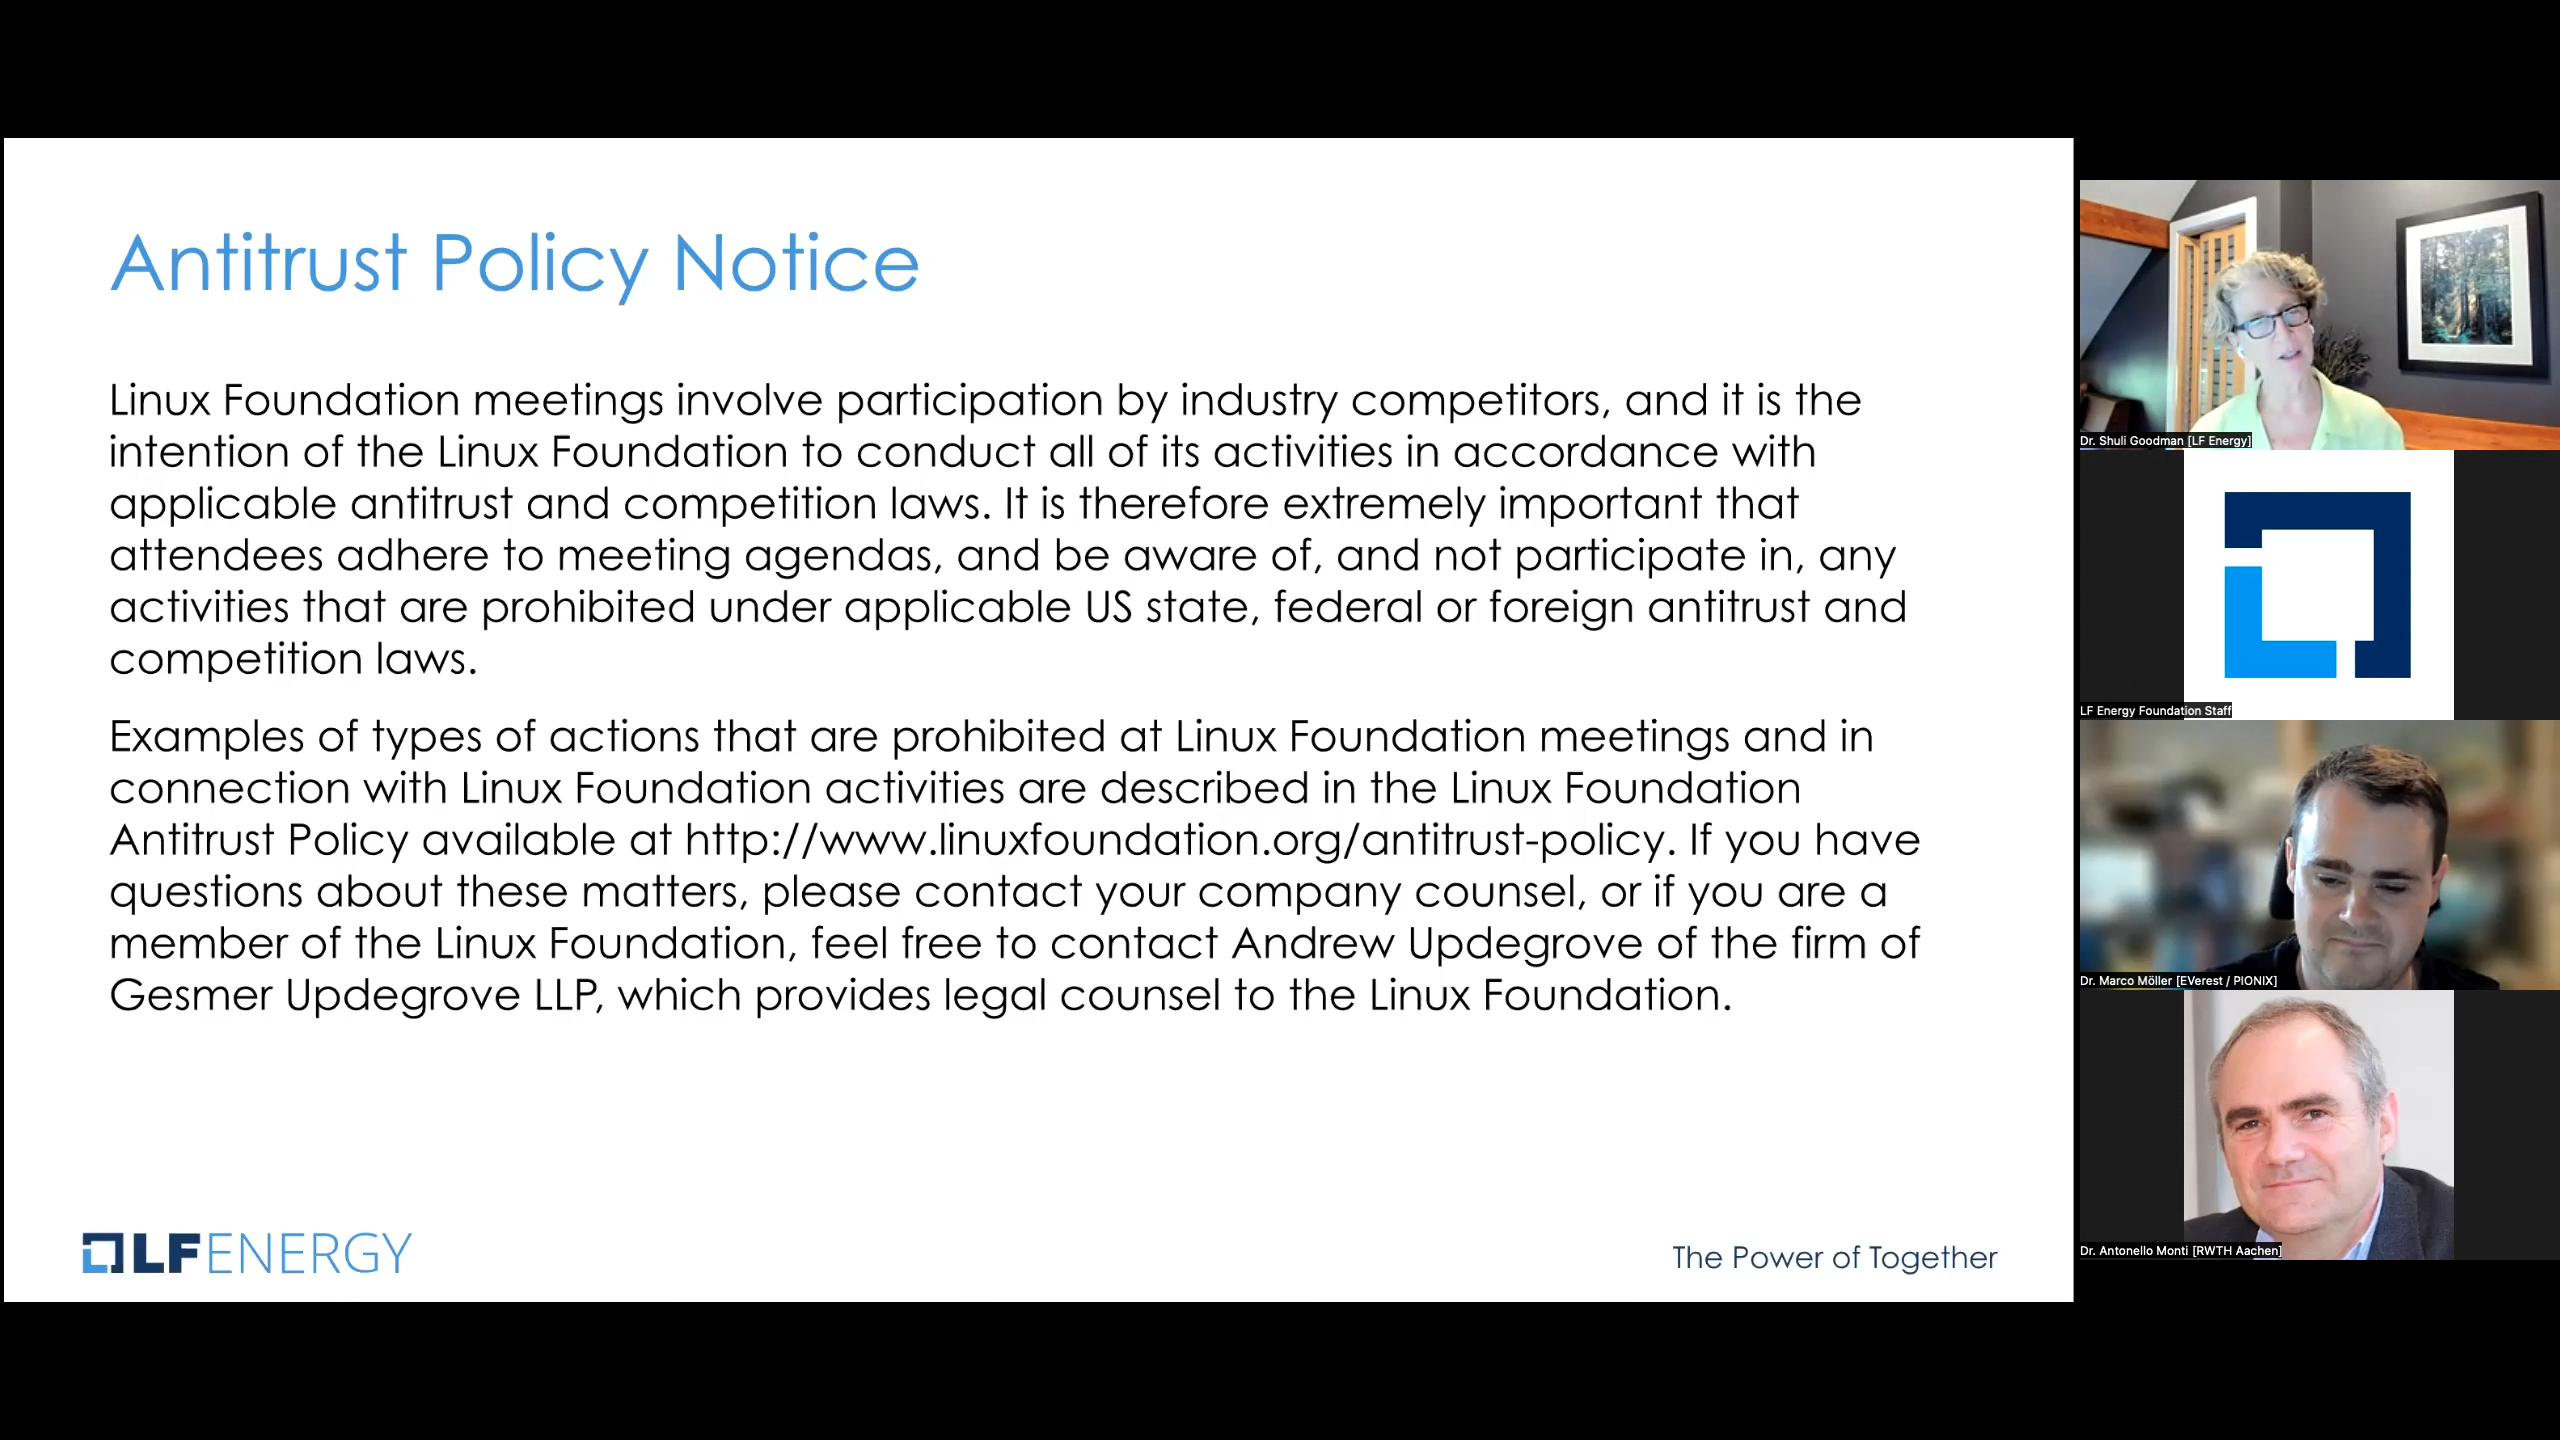 Antitrust Policy Notice
Linux Foundation meetings involve participation by industry competitors, and it is the
intention of the Linux Foundation to conduct all of its activities in accordance with
applicable antitrust and competition laws. It is therefore extremely important that
attendees adhere to meeting agendas, and be aware of, and not participate in, any
activities that are prohibited under applicable US state, federal or foreign antitrust and
competition laws.
Examples of types of actions that are prohibited at Linux Foundation meetings and in
connection with Linux Foundation activities are described in the Linux Foundation
Antitrust Policy available at http://www.linuxfoundation.org/antitrust-policy. If you have
questions about these matters, please contact your company counsel, or if you are a
member of the Linux Foundation, feel free to contact Andrew Updegrove of the firm of
Gesmer Updegrove LLP, which provides legal counsel to the Linux Foundation.
LFENERGY
The Power of Together
Dr. Shuli Goodman [LF Energy]
LF Energy Foundation Staff
Dr. Marco Möller [EVerest / PIONIX]
Dr. Antonello Monti [RWTH Aachen]